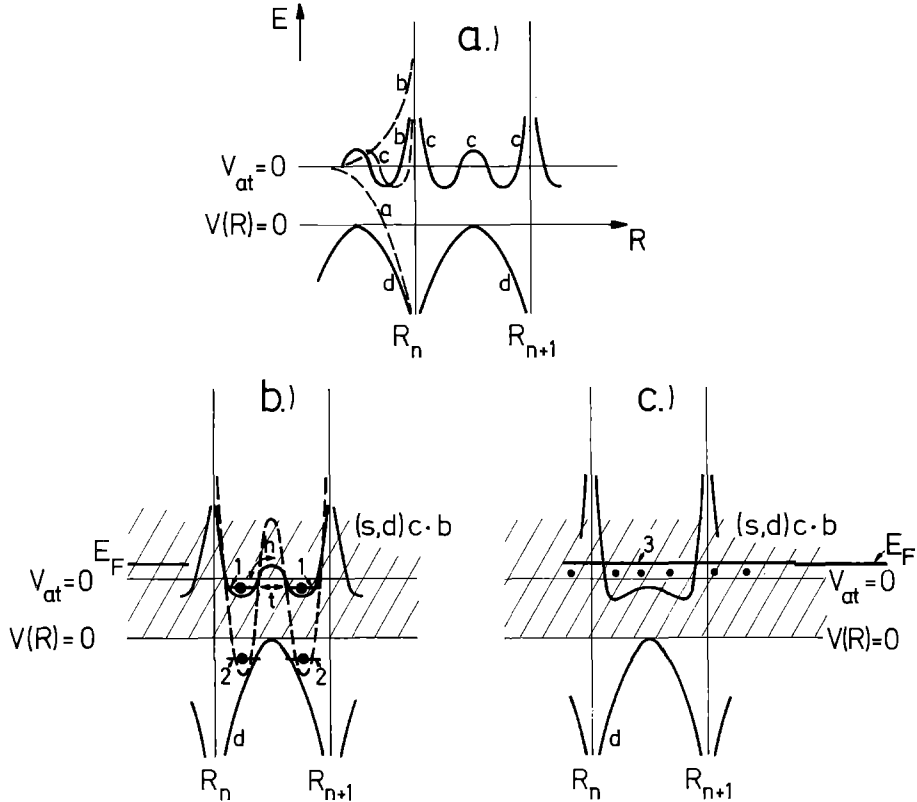 E
a.)
b
b
c
c
c
c
V_at=0
a
V(R)=0
R
d
d
R_n
R_n+1
b.)
c.)
(s,d)c·b
(s,d)c·b
E_F
h
1
1
3
E_F
V_at=0
t
V_at=0
V(R)=0
V(R)=0
2
2
d
d
R_n
R_n+1
R_n
R_n+1